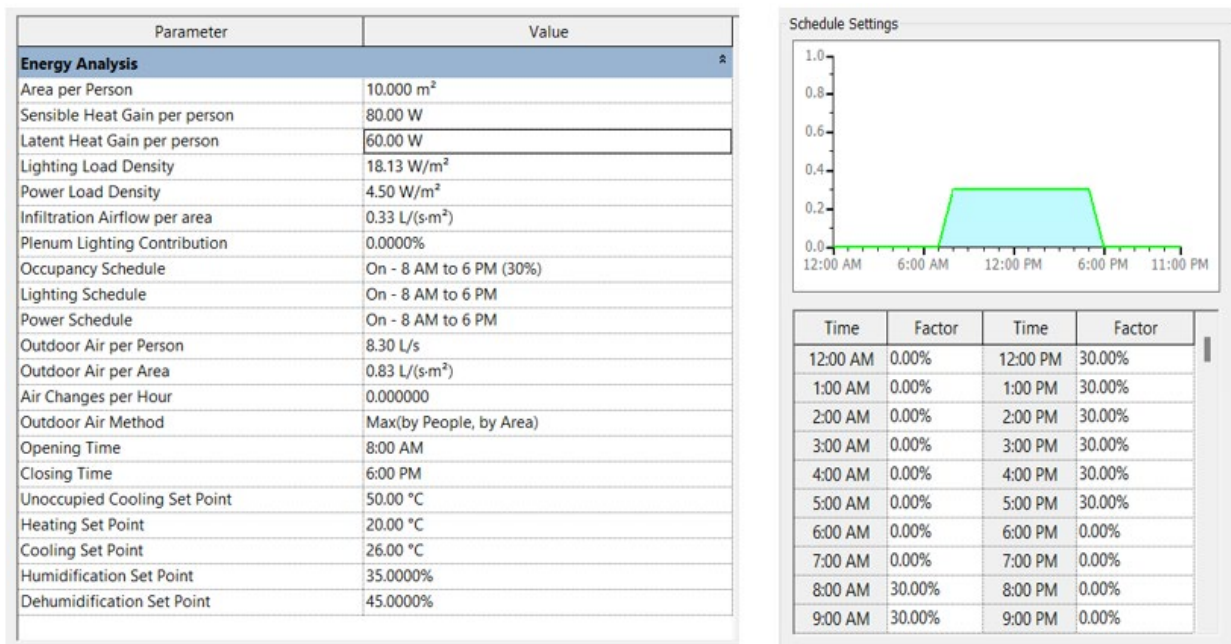 Parameter Value
Energy Analysis
Area per Person 10.000 m²
Sensible Heat Gain per person 80.00 W
Latent Heat Gain per person 60.00 W
Lighting Load Density 18.13 W/m²
Power Load Density 4.50 W/m²
Infiltration Airflow per area 0.33 L/(s·m²)
Plenum Lighting Contribution 0.0000%
Occupancy Schedule On - 8 AM to 6 PM (30%)
Lighting Schedule On - 8 AM to 6 PM
Power Schedule On - 8 AM to 6 PM
Outdoor Air per Person 8.30 L/s
Outdoor Air per Area 0.83 L/(s·m²)
Air Changes per Hour 0.000000
Outdoor Air Method Max(by People, by Area)
Opening Time 8:00 AM
Closing Time 6:00 PM
Unoccupied Cooling Set Point 50.00 °C
Heating Set Point 20.00 °C
Cooling Set Point 26.00 °C
Humidification Set Point 35.0000%
Dehumidification Set Point 45.0000%
Schedule Settings
1.0
0.8
0.6
0.4
0.2
0.0
12:00 AM 6:00 AM 12:00 PM 6:00 PM 11:00 PM
Time Factor Time Factor
12:00 AM 0.00% 12:00 PM 30.00%
1:00 AM 0.00% 1:00 PM 30.00%
2:00 AM 0.00% 2:00 PM 30.00%
3:00 AM 0.00% 3:00 PM 30.00%
4:00 AM 0.00% 4:00 PM 30.00%
5:00 AM 0.00% 5:00 PM 30.00%
6:00 AM 0.00% 6:00 PM 0.00%
7:00 AM 0.00% 7:00 PM 0.00%
8:00 AM 30.00% 8:00 PM 0.00%
9:00 AM 30.00% 9:00 PM 0.00%